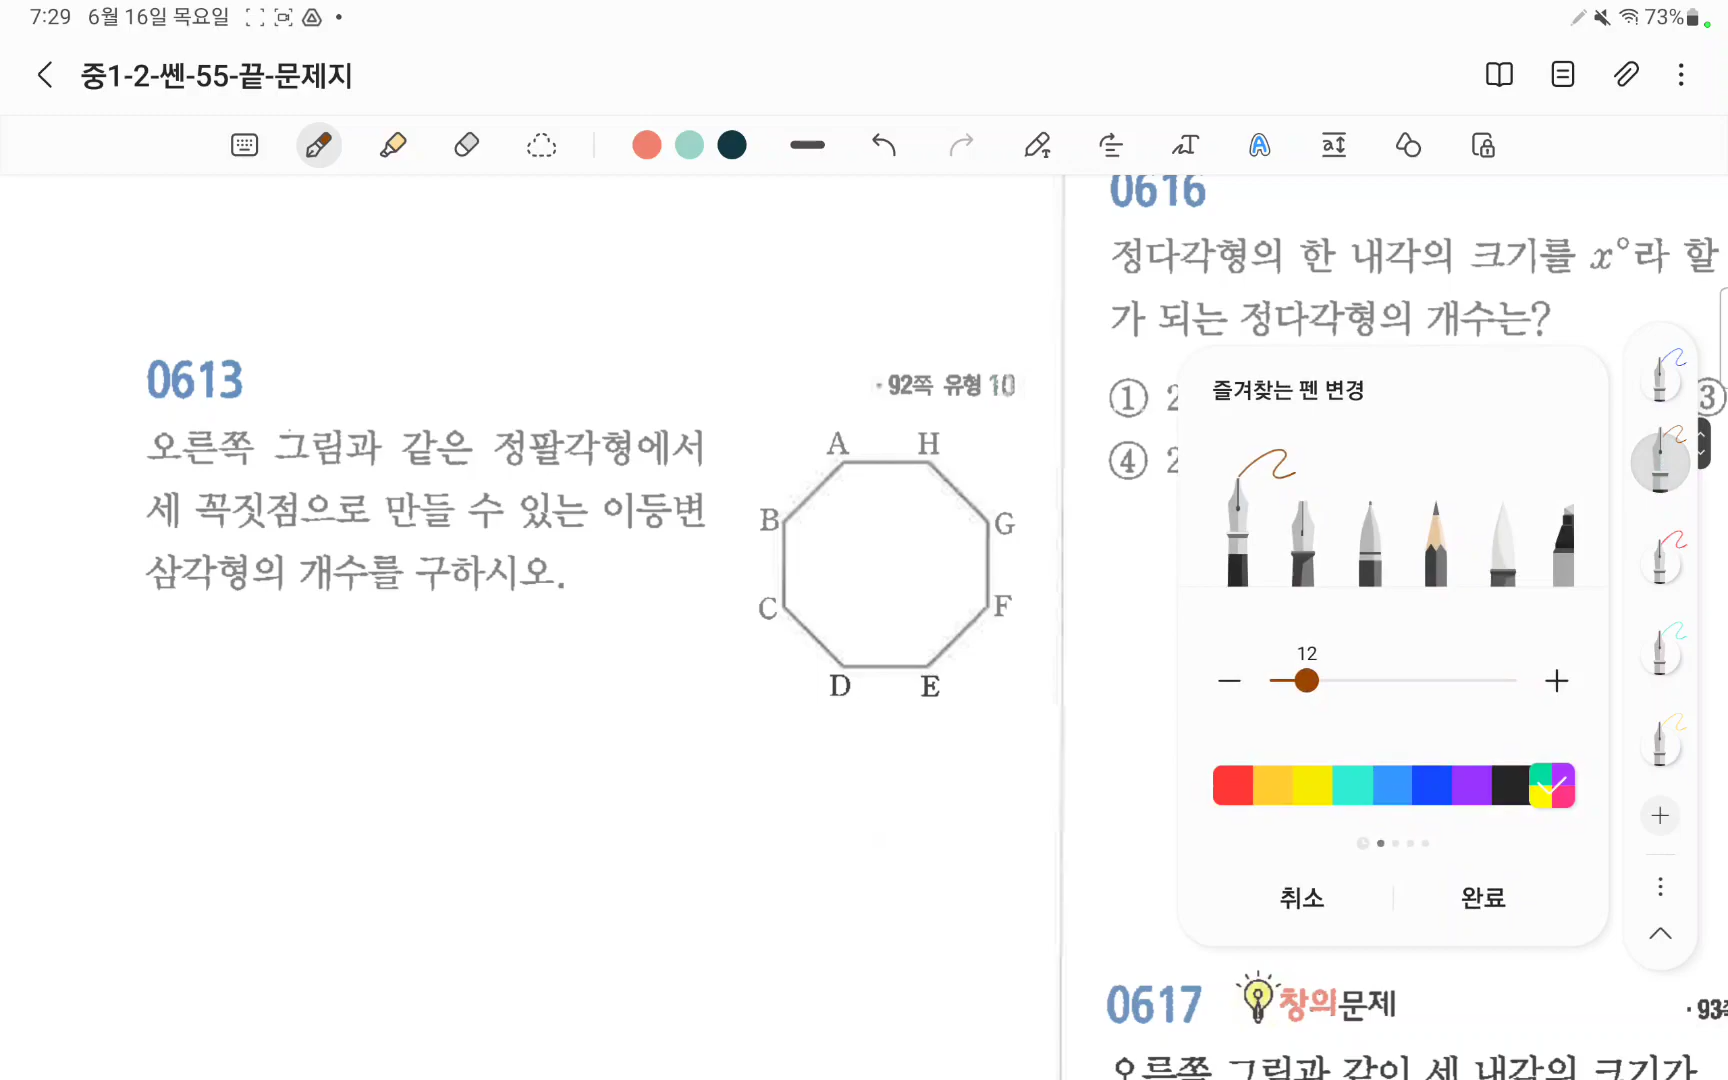 7:29 6월 16일 목요일
73%
중1-2-쎈-55-끝-문제지
0613
· 92쪽 유형 10
오른쪽 그림과 같은 정팔각형에서
세 꼭짓점으로 만들 수 있는 이등변
삼각형의 개수를 구하시오.
A H
B G
C F
D E
0616
정다각형의 한 내각의 크기를 x°라 할
가 되는 정다각형의 개수는?
① 2 ③
④ 2
즐겨찾는 펜 변경
12
취소 완료
0617 창의문제
· 93쪽
오른쪽 그림과 같이 세 내각의 크기가